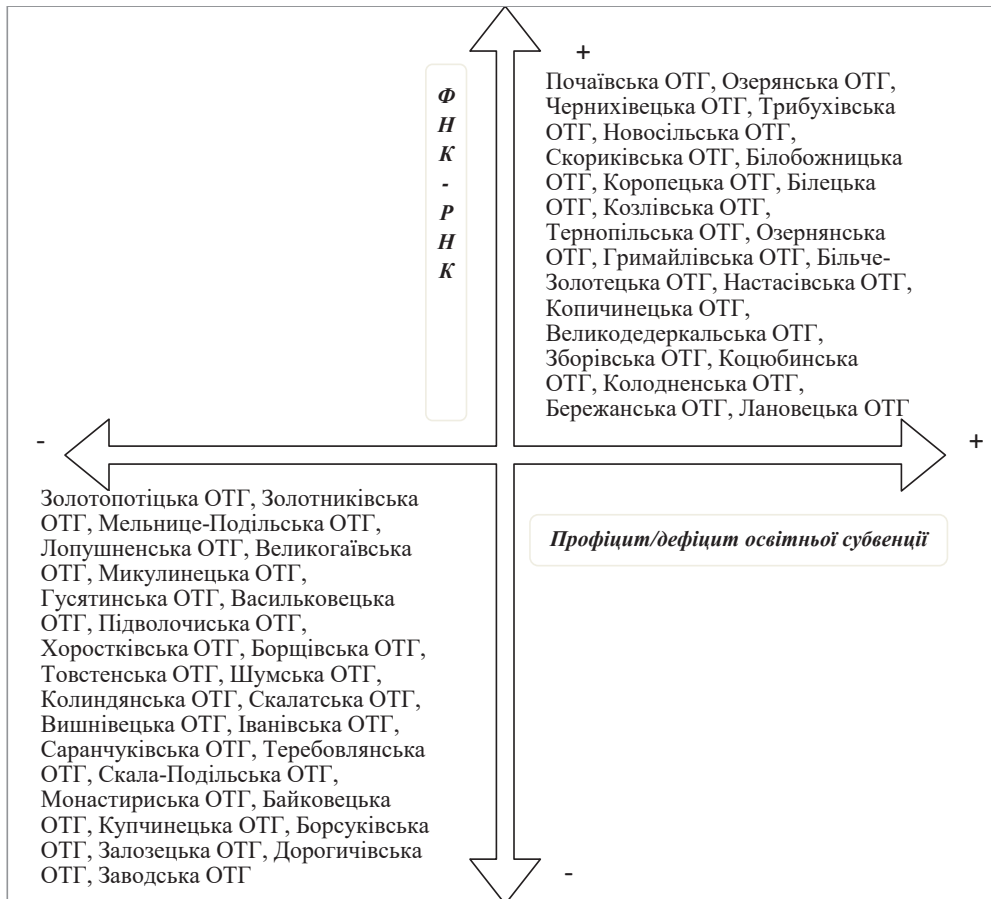 +
Ф
Н
К
-
Р
Н
К
Почаївська ОТГ, Озерянська ОТГ,
Чернихівецька ОТГ, Трибухівська
ОТГ, Новосільська ОТГ,
Скориківська ОТГ, Білобожницька
ОТГ, Коропецька ОТГ, Білецька
ОТГ, Козлівська ОТГ,
Тернопільська ОТГ, Озернянська
ОТГ, Гримайлівська ОТГ, Більче-
Золотецька ОТГ, Настасівська ОТГ,
Копичинецька ОТГ,
Великодедеркальська ОТГ,
Зборівська ОТГ, Коцюбинська
ОТГ, Колодненська ОТГ,
Бережанська ОТГ, Лановецька ОТГ
-
+
Золотопотіцька ОТГ, Золотниківська
ОТГ, Мельнице-Подільська ОТГ,
Лопушненська ОТГ, Великогаївська
ОТГ, Микулинецька ОТГ,
Гусятинська ОТГ, Васильковецька
ОТГ, Підволочиська ОТГ,
Хоростківська ОТГ, Борщівська ОТГ,
Товстенська ОТГ, Шумська ОТГ,
Колиндянська ОТГ, Скалатська ОТГ,
Вишнівецька ОТГ, Іванівська ОТГ,
Саранчуківська ОТГ, Теребовлянська
ОТГ, Скала-Подільська ОТГ,
Монастириська ОТГ, Байковецька
ОТГ, Купчинецька ОТГ, Борсуківська
ОТГ, Залозецька ОТГ, Дорогичівська
ОТГ, Заводська ОТГ
Профіцит/дефіцит освітньої субвенції
-